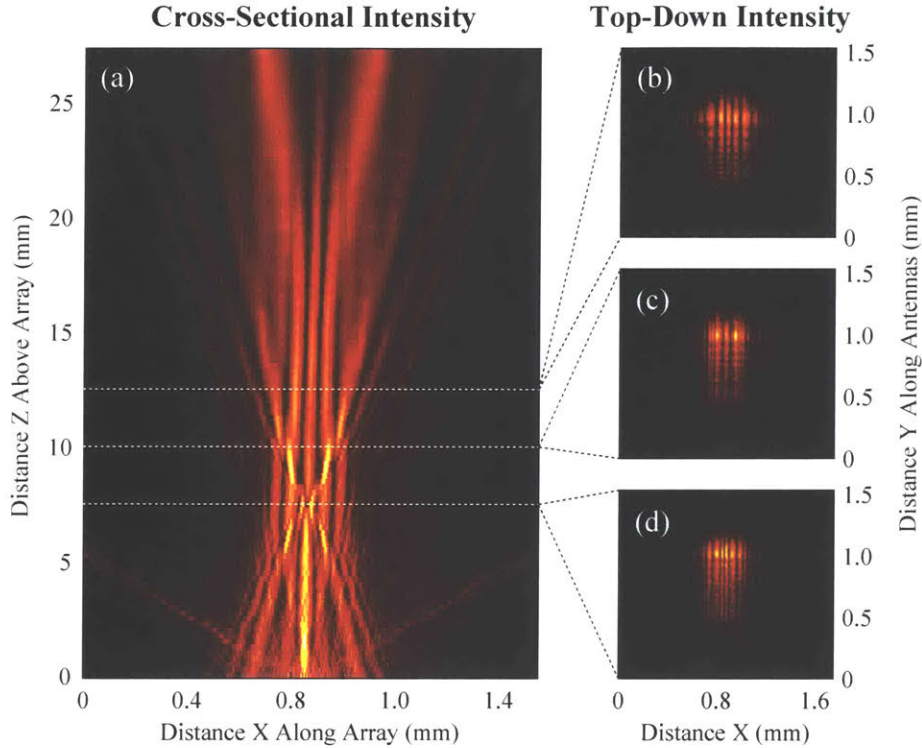 Cross-Sectional Intensity
Top-Down Intensity
(a)
25
20
15
10
5
0
Distance Z Above Array (mm)
0
0.4
0.8
1.0
1.4
Distance X Along Array (mm)
(b)
1.5
1.0
0.5
0
(c)
1.5
1.0
0.5
0
(d)
1.5
1.0
0.5
0
0.8
1.6
Distance X (mm)
Distance Y Along Antennas (mm)